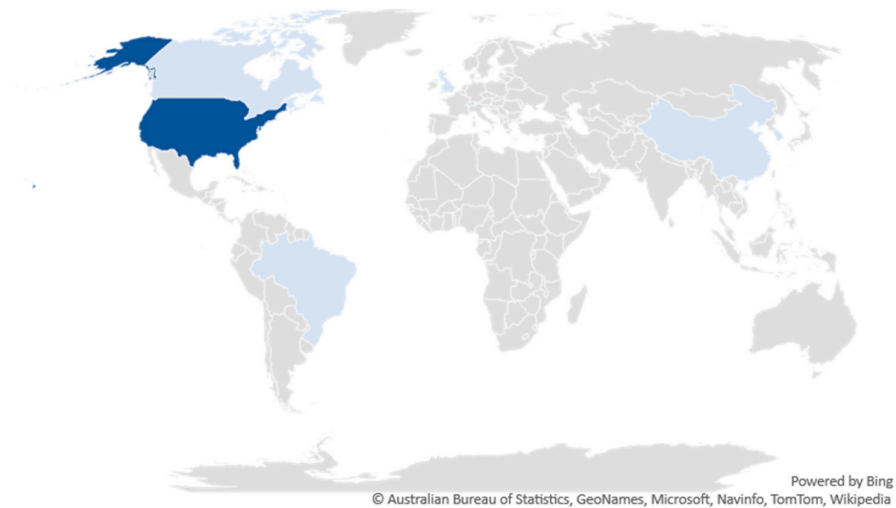 Powered by Bing
© Australian Bureau of Statistics, GeoNames, Microsoft, Navinfo, TomTom, Wikipedia